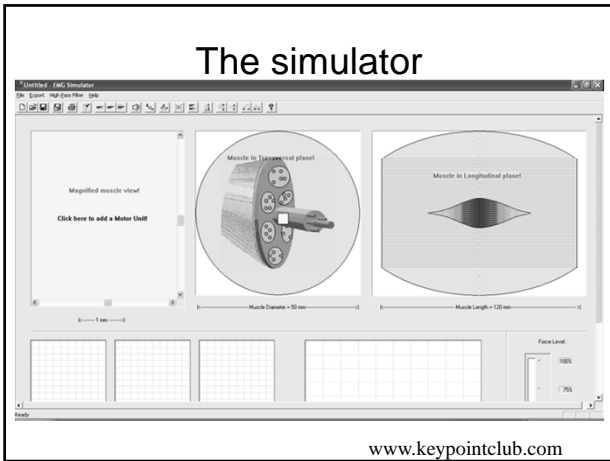 The simulator
Untitled - EMG Simulator
File Export High Pass Filter Help
Muscle in Transversal plane!
Muscle in Longitudinal plane!
Magnified muscle view!
Click here to add a Motor Unit!
Muscle Diameter = 50 mm
Muscle Length = 120 mm
1 mm
Force Level:
100%
75%
Ready
www.keypointclub.com